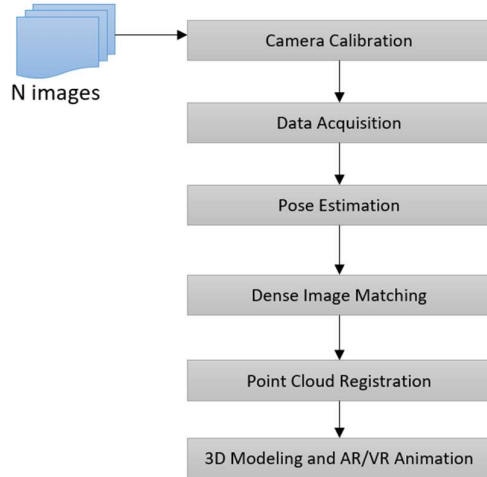 N images
Camera Calibration
Data Acquisition
Pose Estimation
Dense Image Matching
Point Cloud Registration
3D Modeling and AR/VR Animation